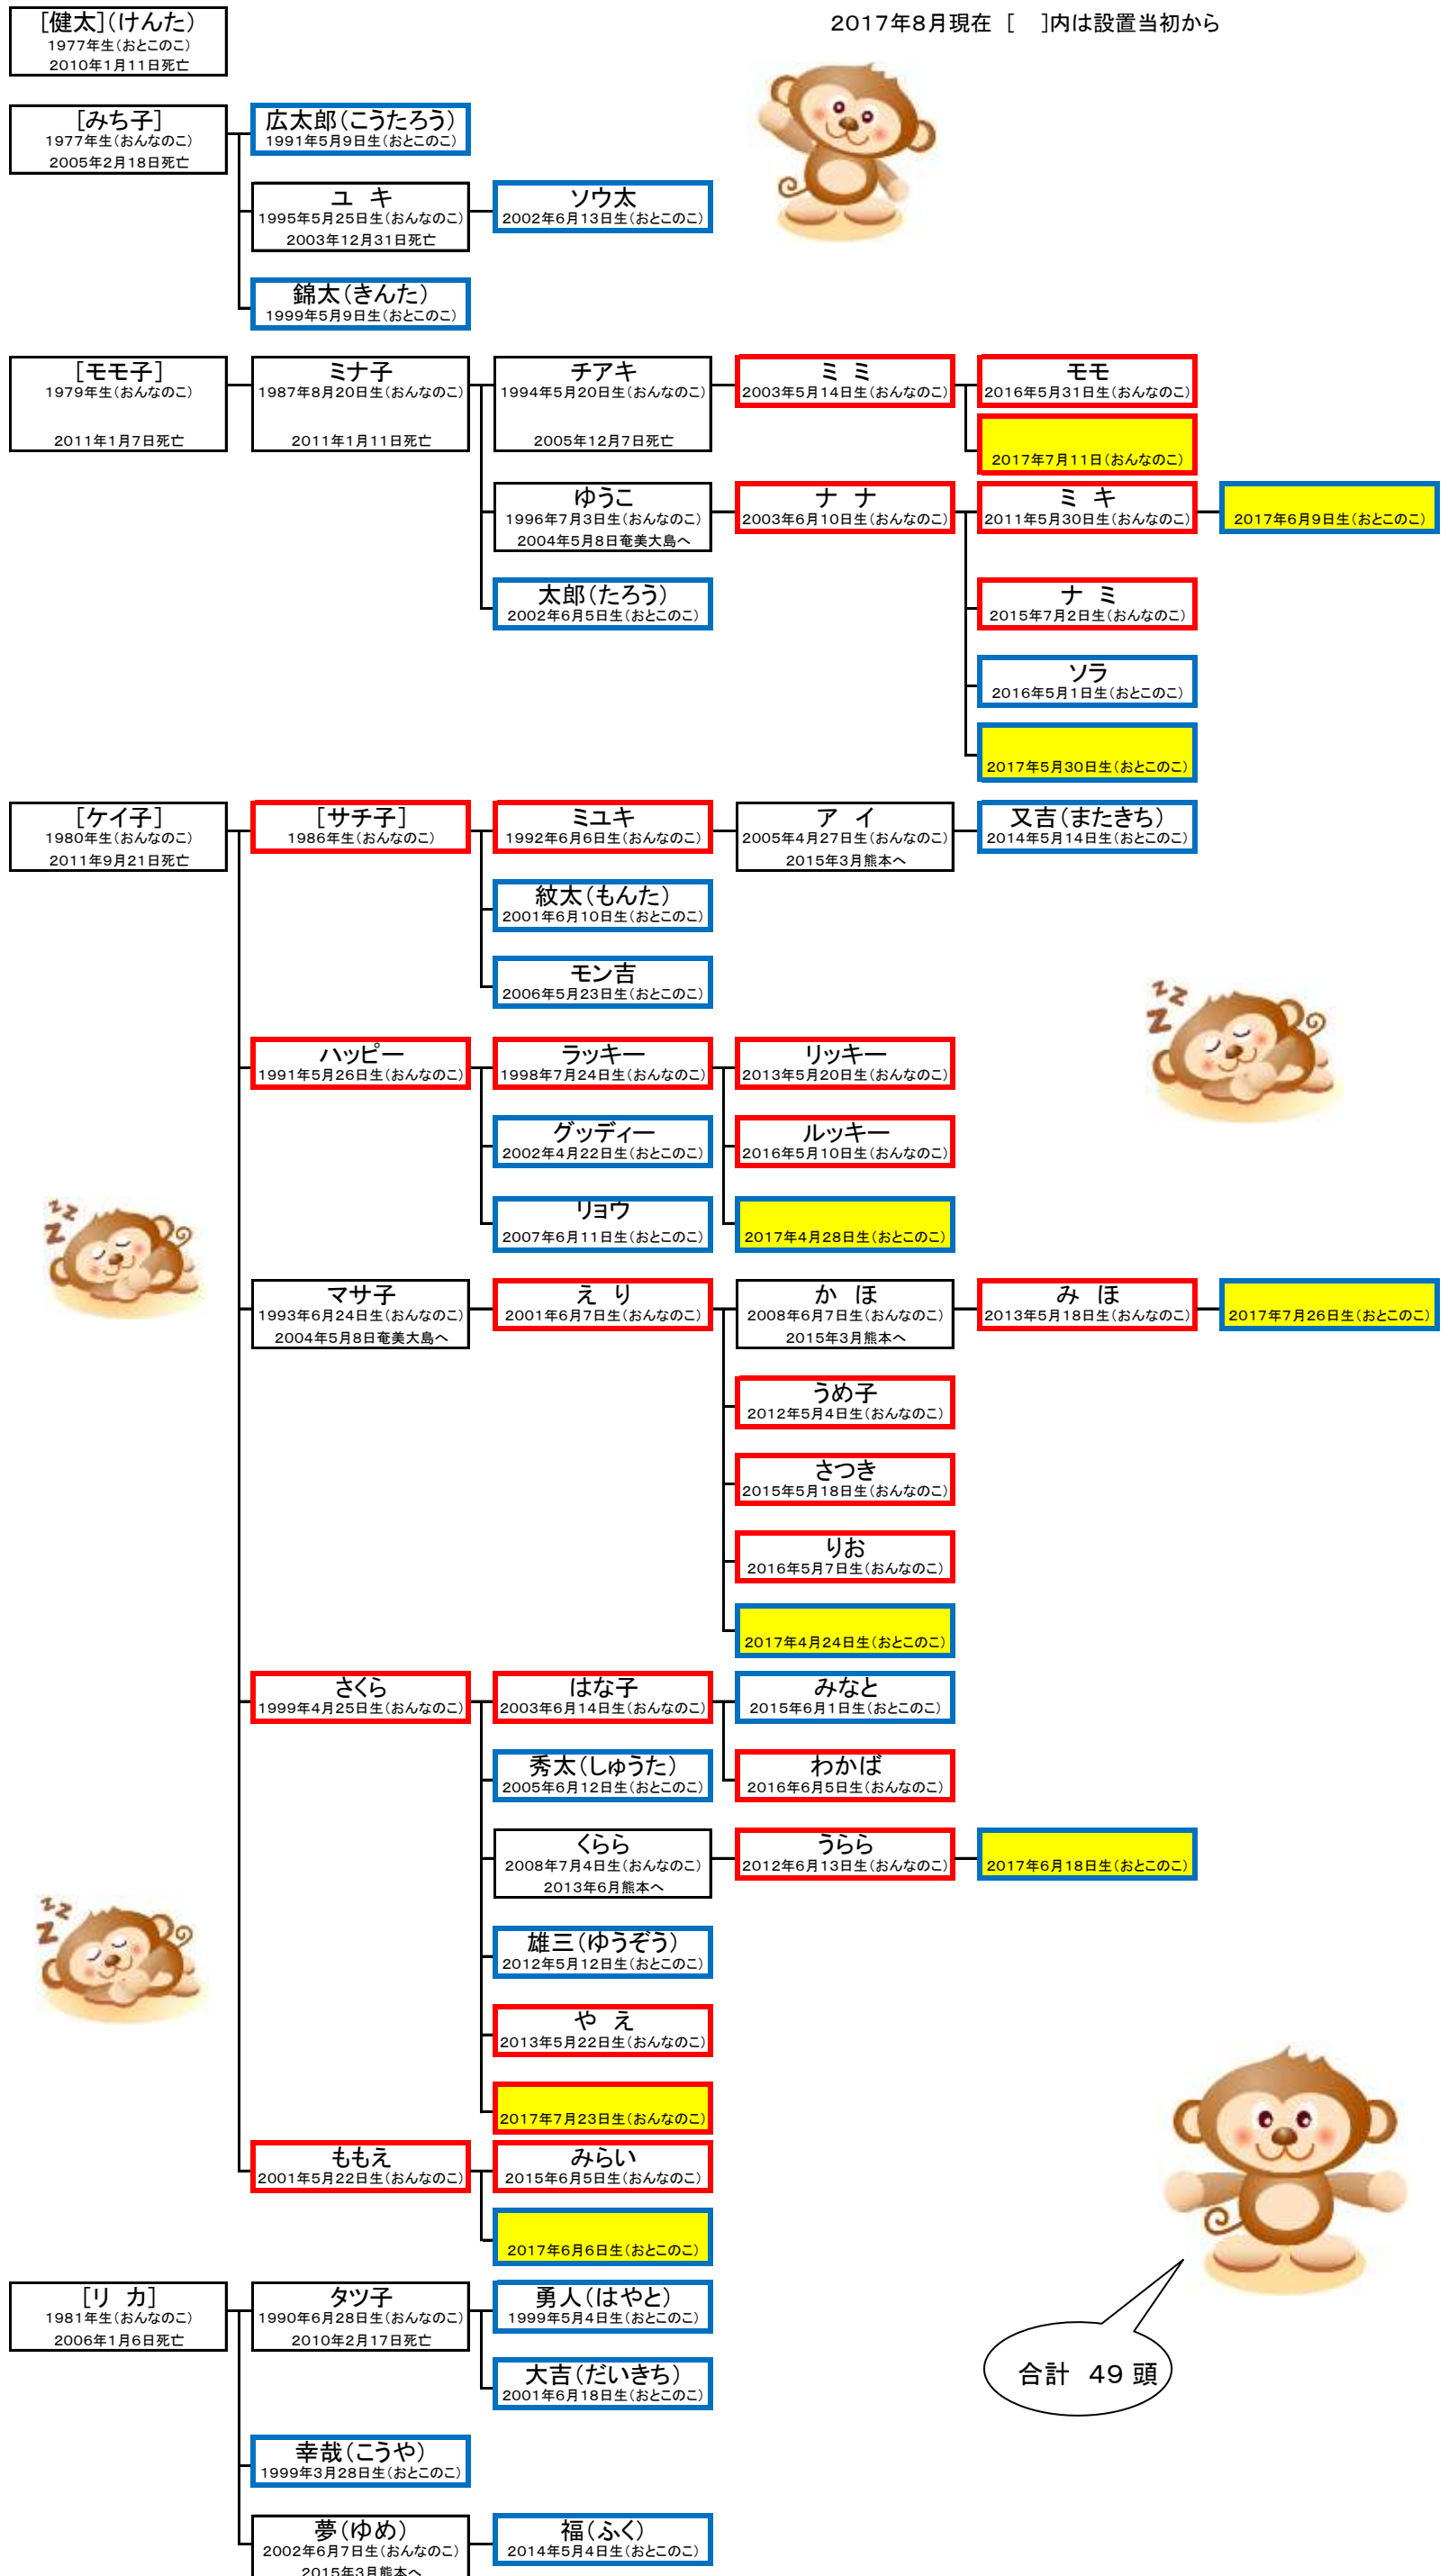 [健太](けんた)
1977年生(おとこのこ)
2010年1月11日死亡
2017年8月現在 [　]内は設置当初から
[みち子]
1977年生(おんなのこ)
2005年2月18日死亡
広太郎(こうたろう)
1991年5月9日生(おとこのこ)
ユ キ
1995年5月25日生(おんなのこ)
2003年12月31日死亡
ソウ太
2002年6月13日生(おとこのこ)
錦太(きんた)
1999年5月9日生(おとこのこ)
[モモ子]
1979年生(おんなのこ)
2011年1月7日死亡
ミナ子
1987年8月20日生(おんなのこ)
2011年1月11日死亡
チアキ
1994年5月20日生(おんなのこ)
2005年12月7日死亡
ミ ミ
2003年5月14日生(おんなのこ)
モモ
2016年5月31日生(おんなのこ)
2017年7月11日(おんなのこ)
ゆうこ
1996年7月3日生(おんなのこ)
2004年5月8日奄美大島へ
ナ ナ
2003年6月10日生(おんなのこ)
ミ キ
2011年5月30日生(おんなのこ)
2017年6月9日生(おとこのこ)
太郎(たろう)
2002年6月5日生(おとこのこ)
ナ ミ
2015年7月2日生(おんなのこ)
ソラ
2016年5月1日生(おとこのこ)
2017年5月30日生(おとこのこ)
[ケイ子]
1980年生(おんなのこ)
2011年9月21日死亡
[サチ子]
1986年生(おんなのこ)
ミユキ
1992年6月6日生(おんなのこ)
ア イ
2005年4月27日生(おんなのこ)
2015年3月熊本へ
又吉(またきち)
2014年5月14日生(おとこのこ)
紋太(もんた)
2001年6月10日生(おとこのこ)
モン吉
2006年5月23日生(おとこのこ)
ハッピー
1991年5月26日生(おんなのこ)
ラッキー
1998年7月24日生(おんなのこ)
リッキー
2013年5月20日生(おんなのこ)
グッディー
2002年4月22日生(おとこのこ)
ルッキー
2016年5月10日生(おんなのこ)
リョウ
2007年6月11日生(おとこのこ)
2017年4月28日生(おとこのこ)
マサ子
1993年6月24日生(おんなのこ)
2004年5月8日奄美大島へ
え り
2001年6月7日生(おんなのこ)
か ほ
2008年6月7日生(おんなのこ)
2015年3月熊本へ
み ほ
2013年5月18日生(おんなのこ)
2017年7月26日生(おとこのこ)
うめ子
2012年5月4日生(おんなのこ)
さつき
2015年5月18日生(おんなのこ)
りお
2016年5月7日生(おんなのこ)
2017年4月24日生(おとこのこ)
さくら
1999年4月25日生(おんなのこ)
はな子
2003年6月14日生(おんなのこ)
みなと
2015年6月1日生(おとこのこ)
秀太(しゅうた)
2005年6月12日生(おとこのこ)
わかば
2016年6月5日生(おんなのこ)
くらら
2008年7月4日生(おんなのこ)
2013年6月熊本へ
うらら
2012年6月13日生(おんなのこ)
2017年6月18日生(おとこのこ)
雄三(ゆうぞう)
2012年5月12日生(おとこのこ)
や え
2013年5月22日生(おんなのこ)
2017年7月23日生(おんなのこ)
ももえ
2001年5月22日生(おんなのこ)
みらい
2015年6月5日生(おんなのこ)
2017年6月6日生(おとこのこ)
[リ カ]
1981年生(おんなのこ)
2006年1月6日死亡
タツ子
1990年6月28日生(おんなのこ)
2010年2月17日死亡
勇人(はやと)
1999年5月4日生(おとこのこ)
大吉(だいきち)
2001年6月18日生(おとこのこ)
合計 49 頭
幸哉(こうや)
1999年3月28日生(おとこのこ)
夢(ゆめ)
2002年6月7日生(おんなのこ)
2015年3月熊本へ
福(ふく)
2014年5月4日生(おとこのこ)